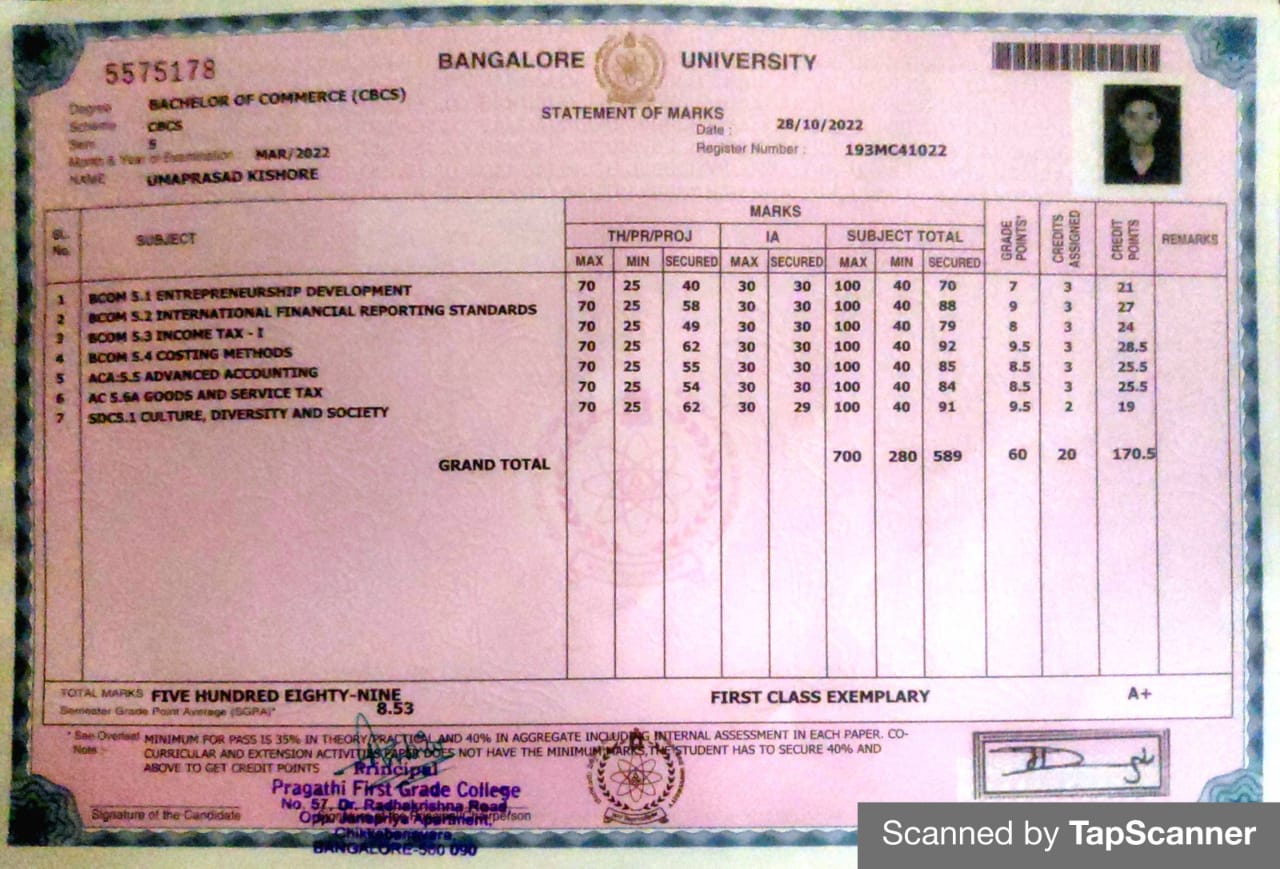 5575178
BANGALORE UNIVERSITY
Degree BACHELOR OF COMMERCE (CBCS)
STATEMENT OF MARKS
Scheme CBCS
Date : 28/10/2022
Sem 5
Register Number : 193MC41022
Month & Year of Examination MAR/2022
NAME UMAPRASAD KISHORE
SL. No. SUBJECT MARKS GRADE POINTS* CREDITS ASSIGNED CREDIT POINTS REMARKS
TH/PR/PROJ IA SUBJECT TOTAL
MAX MIN SECURED MAX SECURED MAX MIN SECURED
1 BCOM 5.1 ENTREPRENEURSHIP DEVELOPMENT 70 25 40 30 30 100 40 70 7 3 21
2 BCOM 5.2 INTERNATIONAL FINANCIAL REPORTING STANDARDS 70 25 58 30 30 100 40 88 9 3 27
3 BCOM 5.3 INCOME TAX - I 70 25 49 30 30 100 40 79 8 3 24
4 BCOM 5.4 COSTING METHODS 70 25 62 30 30 100 40 92 9.5 3 28.5
5 ACA:5.5 ADVANCED ACCOUNTING 70 25 55 30 30 100 40 85 8.5 3 25.5
6 AC 5.6A GOODS AND SERVICE TAX 70 25 54 30 30 100 40 84 8.5 3 25.5
7 SDC5.1 CULTURE, DIVERSITY AND SOCIETY 70 25 62 30 29 100 40 91 9.5 2 19
GRAND TOTAL 700 280 589 60 20 170.5
TOTAL MARKS FIVE HUNDRED EIGHTY-NINE FIRST CLASS EXEMPLARY A+
Semester Grade Point Average (SGPA)* 8.53
* See Overleaf MINIMUM FOR PASS IS 35% IN THEORY/PRACTICAL AND 40% IN AGGREGATE INCLUDING INTERNAL ASSESSMENT IN EACH PAPER. CO-
Note :- CURRICULAR AND EXTENSION ACTIVITIES PAPER DOES NOT HAVE THE MINIMUM MARKS, THE STUDENT HAS TO SECURE 40% AND
ABOVE TO GET CREDIT POINTS
Principal
Pragathi First Grade College
No. 57, Dr. Radhakrishna Road,
Opp. Janapriya Apartment,
Chikkabanavara,
BANGALORE-560 090
Signature of the Candidate
Scanned by TapScanner